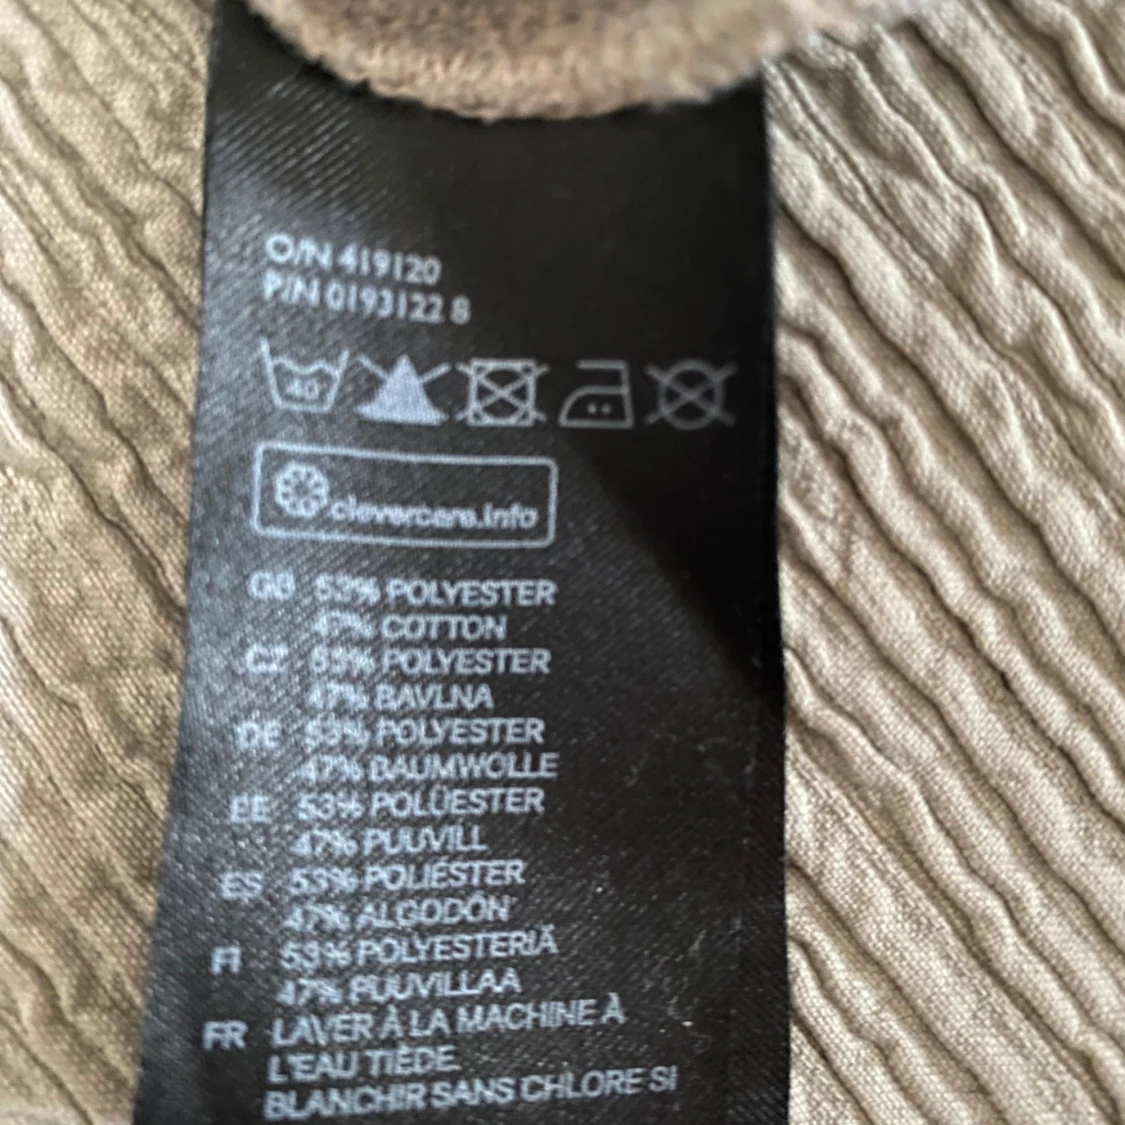 O/N 419120
P/N 0193122 8
40
clevercare.info
GB 53% POLYESTER
47% COTTON
CZ 53% POLYESTER
47% BAVLNA
DE 53% POLYESTER
47% BAUMWOLLE
EE 53% POLÜESTER
47% PUUVILL
ES 53% POLIÉSTER
47% ALGODÓN
FI 53% POLYESTERIÄ
47% PUUVILLAA
FR LAVER À LA MACHINE À
L'EAU TIÈDE
BLANCHIR SANS CHLORE SI